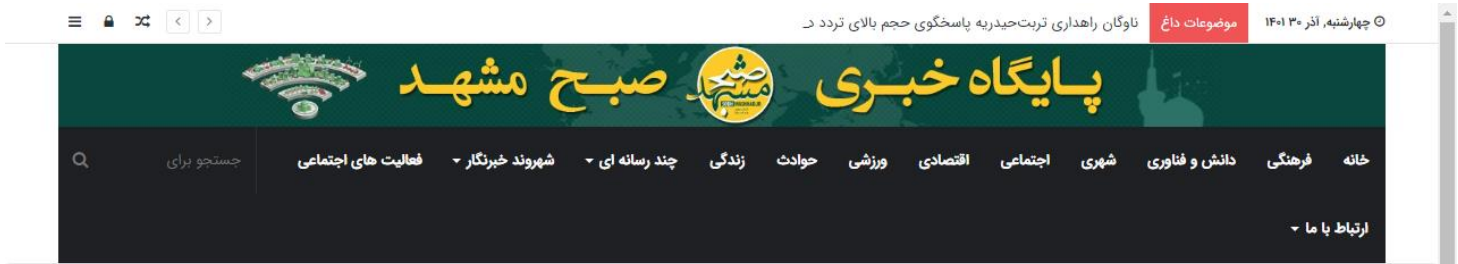 چهارشنبه, آذر ۳۰ ۱۴۰۱ موضوعات داغ ناوگان راهداری تربت‌حیدریه پاسخگوی حجم بالای تردد د_
پایگاه خبری صبح مشهد
خانه فرهنگی دانش و فناوری شهری اجتماعی اقتصادی ورزشی حوادث زندگی چند رسانه ای شهروند خبرنگار فعالیت های اجتماعی جستجو برای
ارتباط با ما